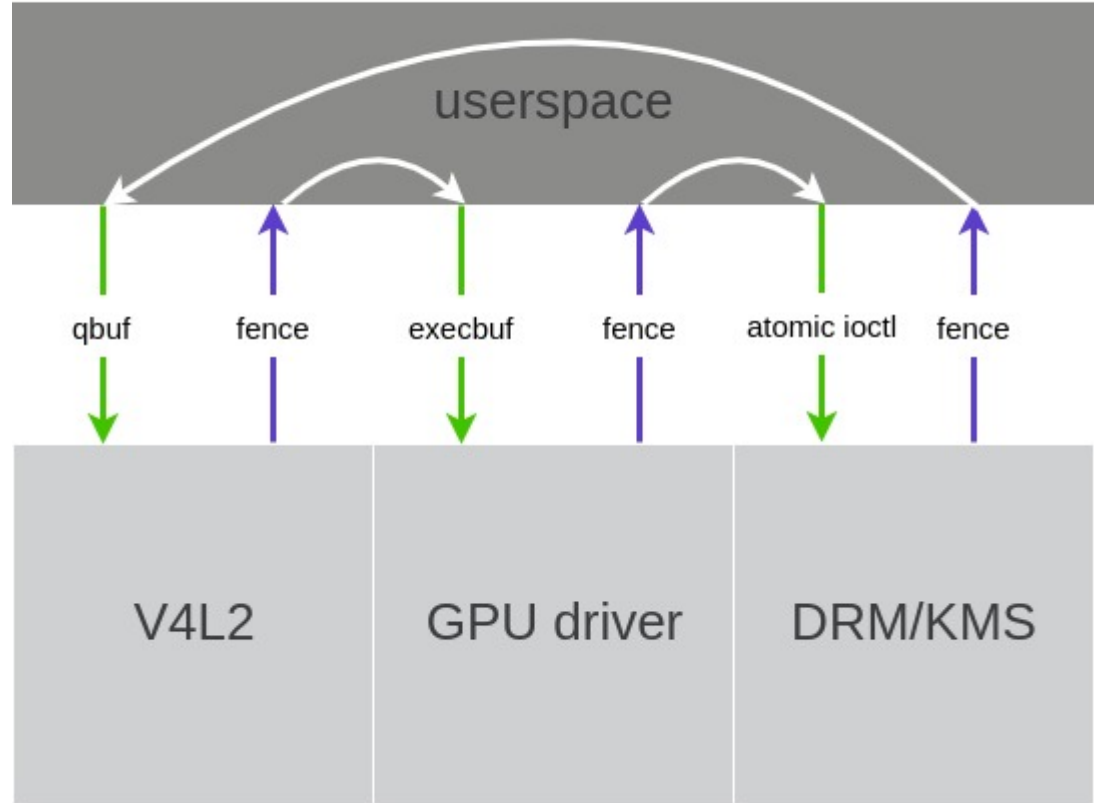 userspace
qbuf
fence
execbuf
fence
atomic ioctl
fence
V4L2
GPU driver
DRM/KMS